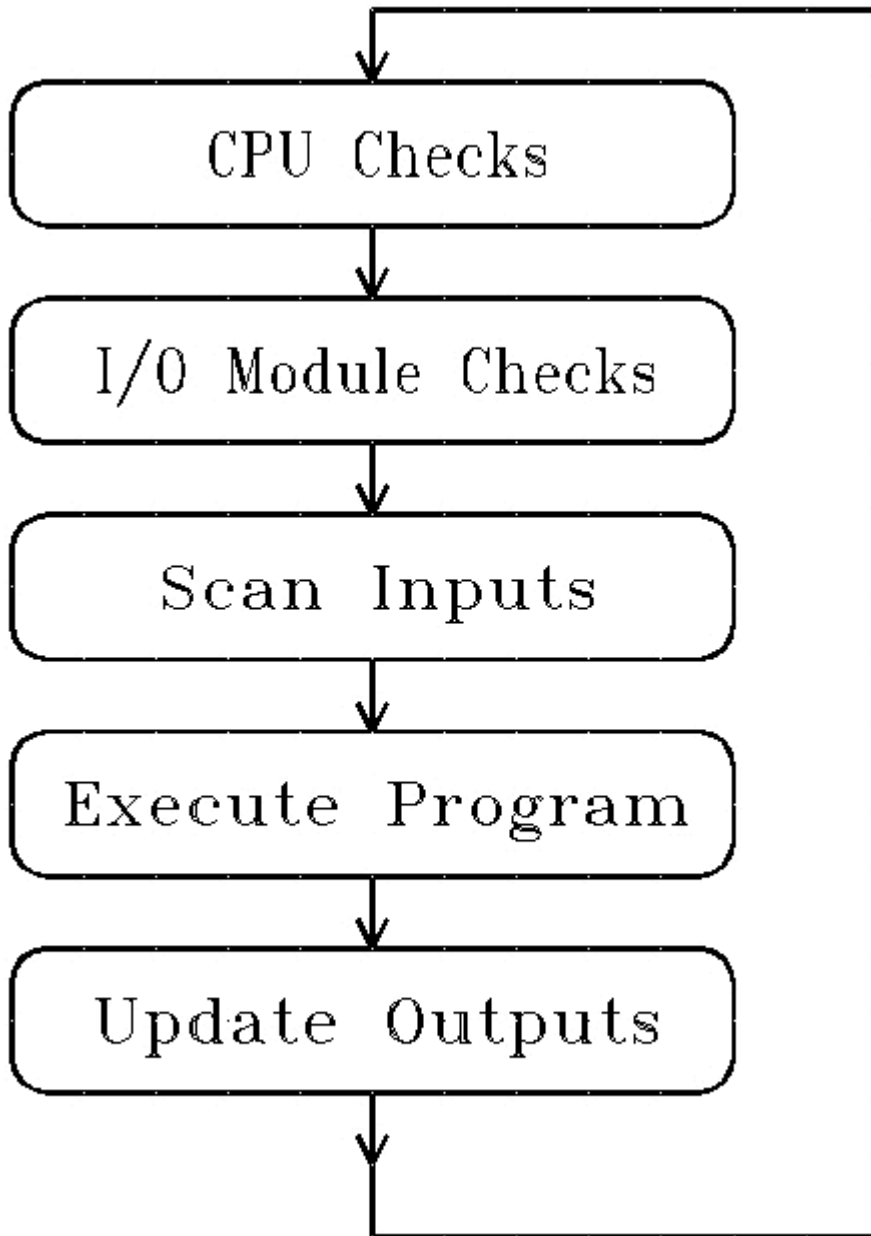 CPU Checks
I/O Module Checks
Scan Inputs
Execute Program
Update Outputs